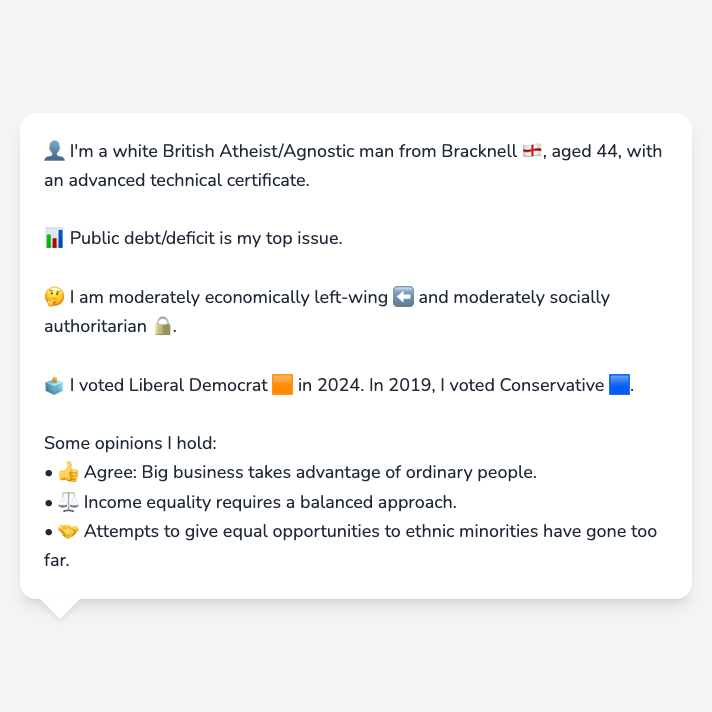 👤 I'm a white British Atheist/Agnostic man from Bracknell 🏴󠁧󠁢󠁥󠁮󠁧󠁿, aged 44, with
an advanced technical certificate.
📊 Public debt/deficit is my top issue.
🤔 I am moderately economically left-wing ⬅️ and moderately socially
authoritarian 🔒.
🗳️ I voted Liberal Democrat 🟧 in 2024. In 2019, I voted Conservative 🟦.
Some opinions I hold:
• 👍 Agree: Big business takes advantage of ordinary people.
• ⚖️ Income equality requires a balanced approach.
• 🤝 Attempts to give equal opportunities to ethnic minorities have gone too
far.